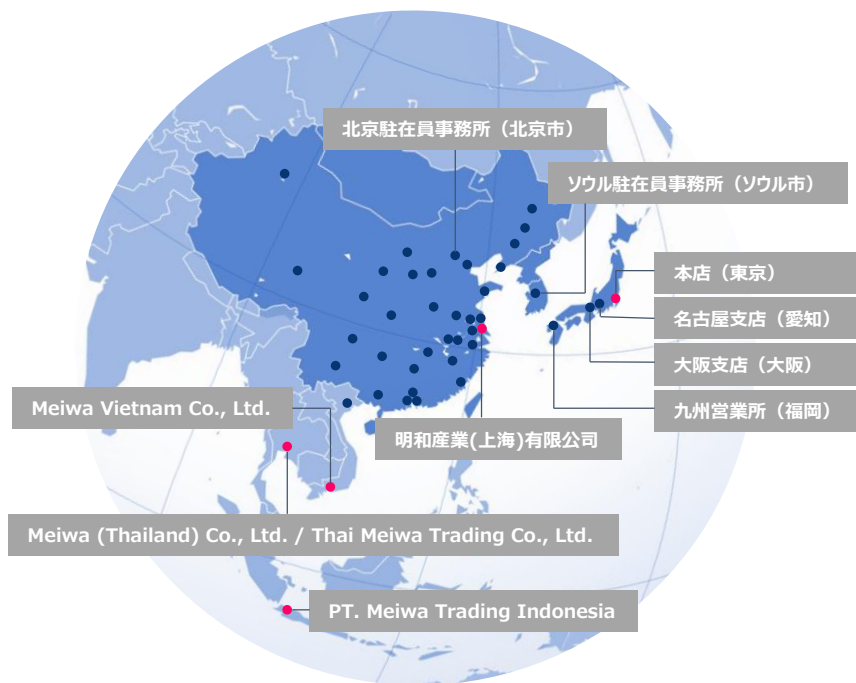 北京駐在員事務所（北京市）
ソウル駐在員事務所（ソウル市）
本店（東京）
名古屋支店（愛知）
大阪支店（大阪）
九州営業所（福岡）
Meiwa Vietnam Co., Ltd.
明和産業(上海)有限公司
Meiwa (Thailand) Co., Ltd. / Thai Meiwa Trading Co., Ltd.
PT. Meiwa Trading Indonesia